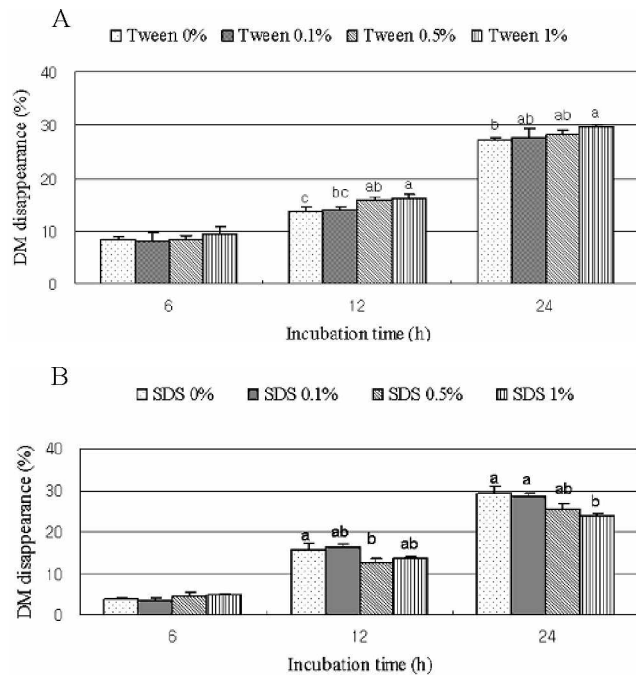 A
Tween 0% Tween 0.1% Tween 0.5% Tween 1%
DM disappearance (%)
40
30
20
10
0
c bc ab a
b ab ab a
6 12 24
Incubation time (h)
B
SDS 0% SDS 0.1% SDS 0.5% SDS 1%
DM disappearance (%)
40
30
20
10
0
a ab b ab
a a ab b
6 12 24
Incubation time (h)